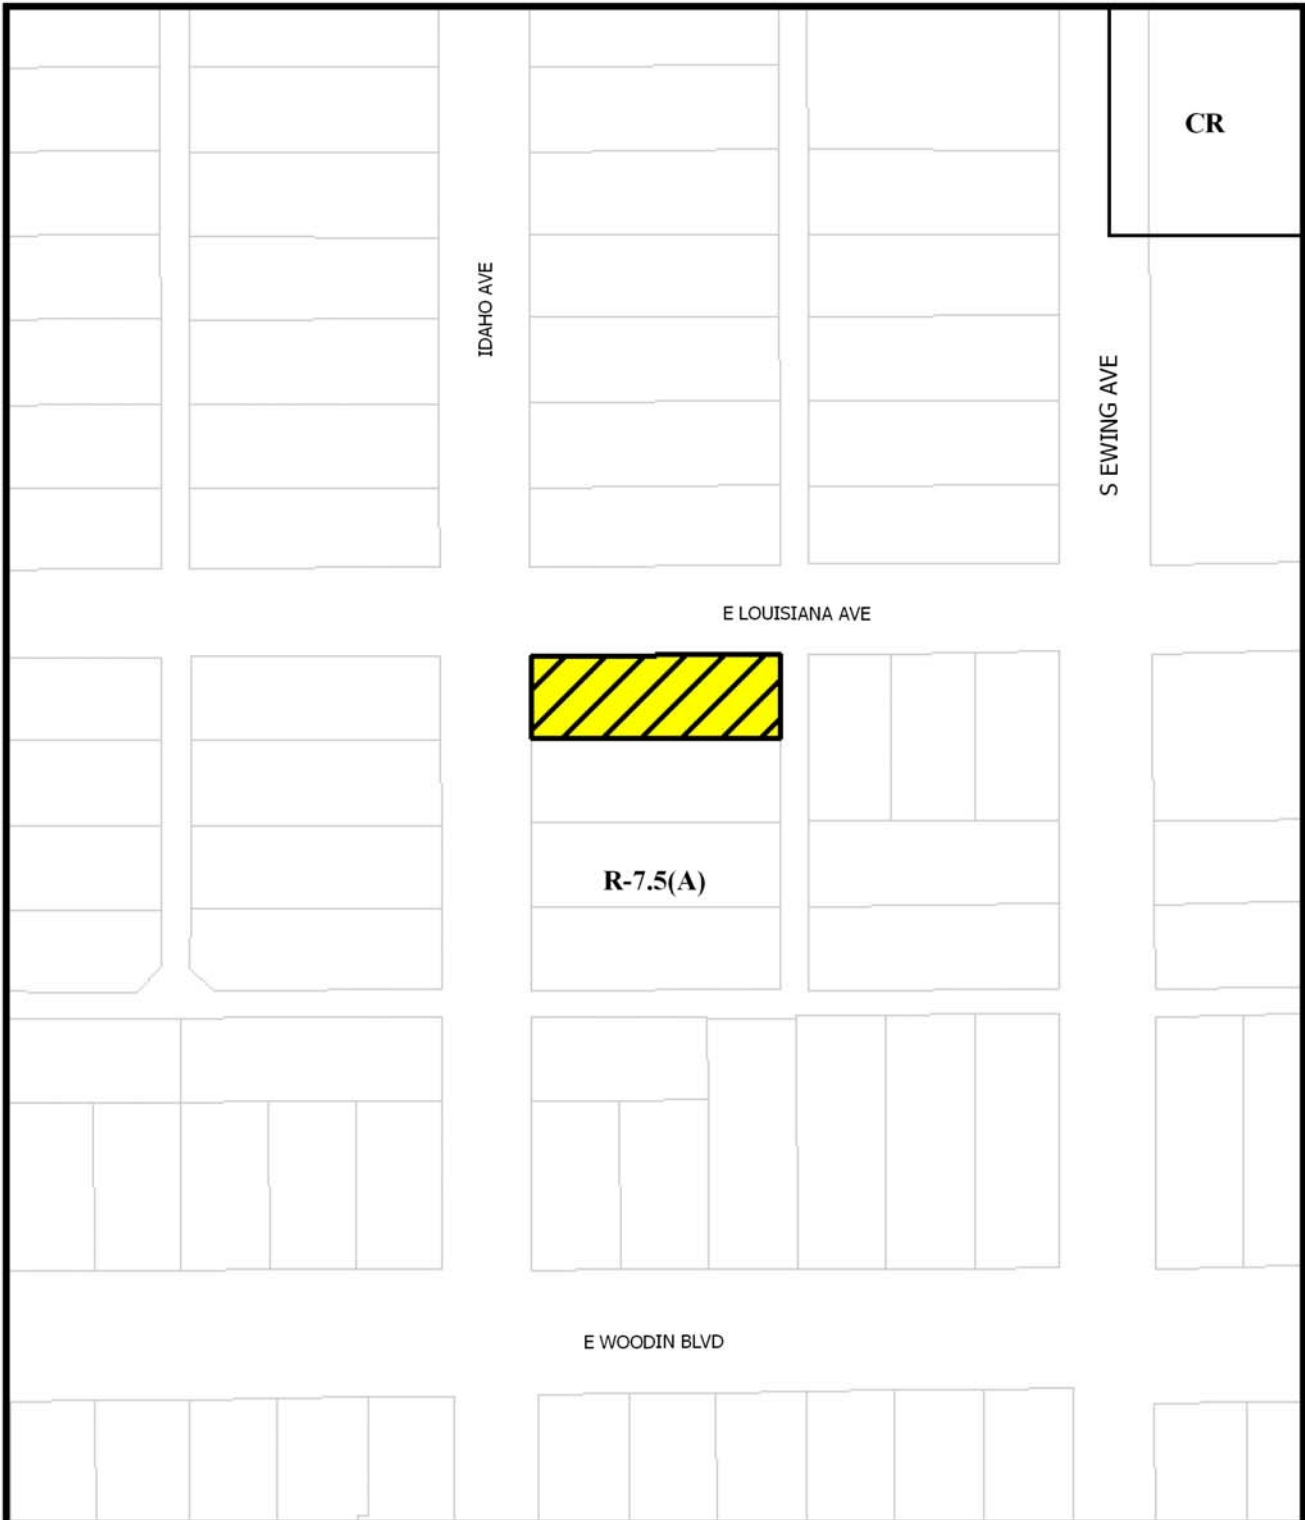 CR
IDAHO AVE
S EWING AVE
E LOUISIANA AVE
R-7.5(A)
E WOODIN BLVD